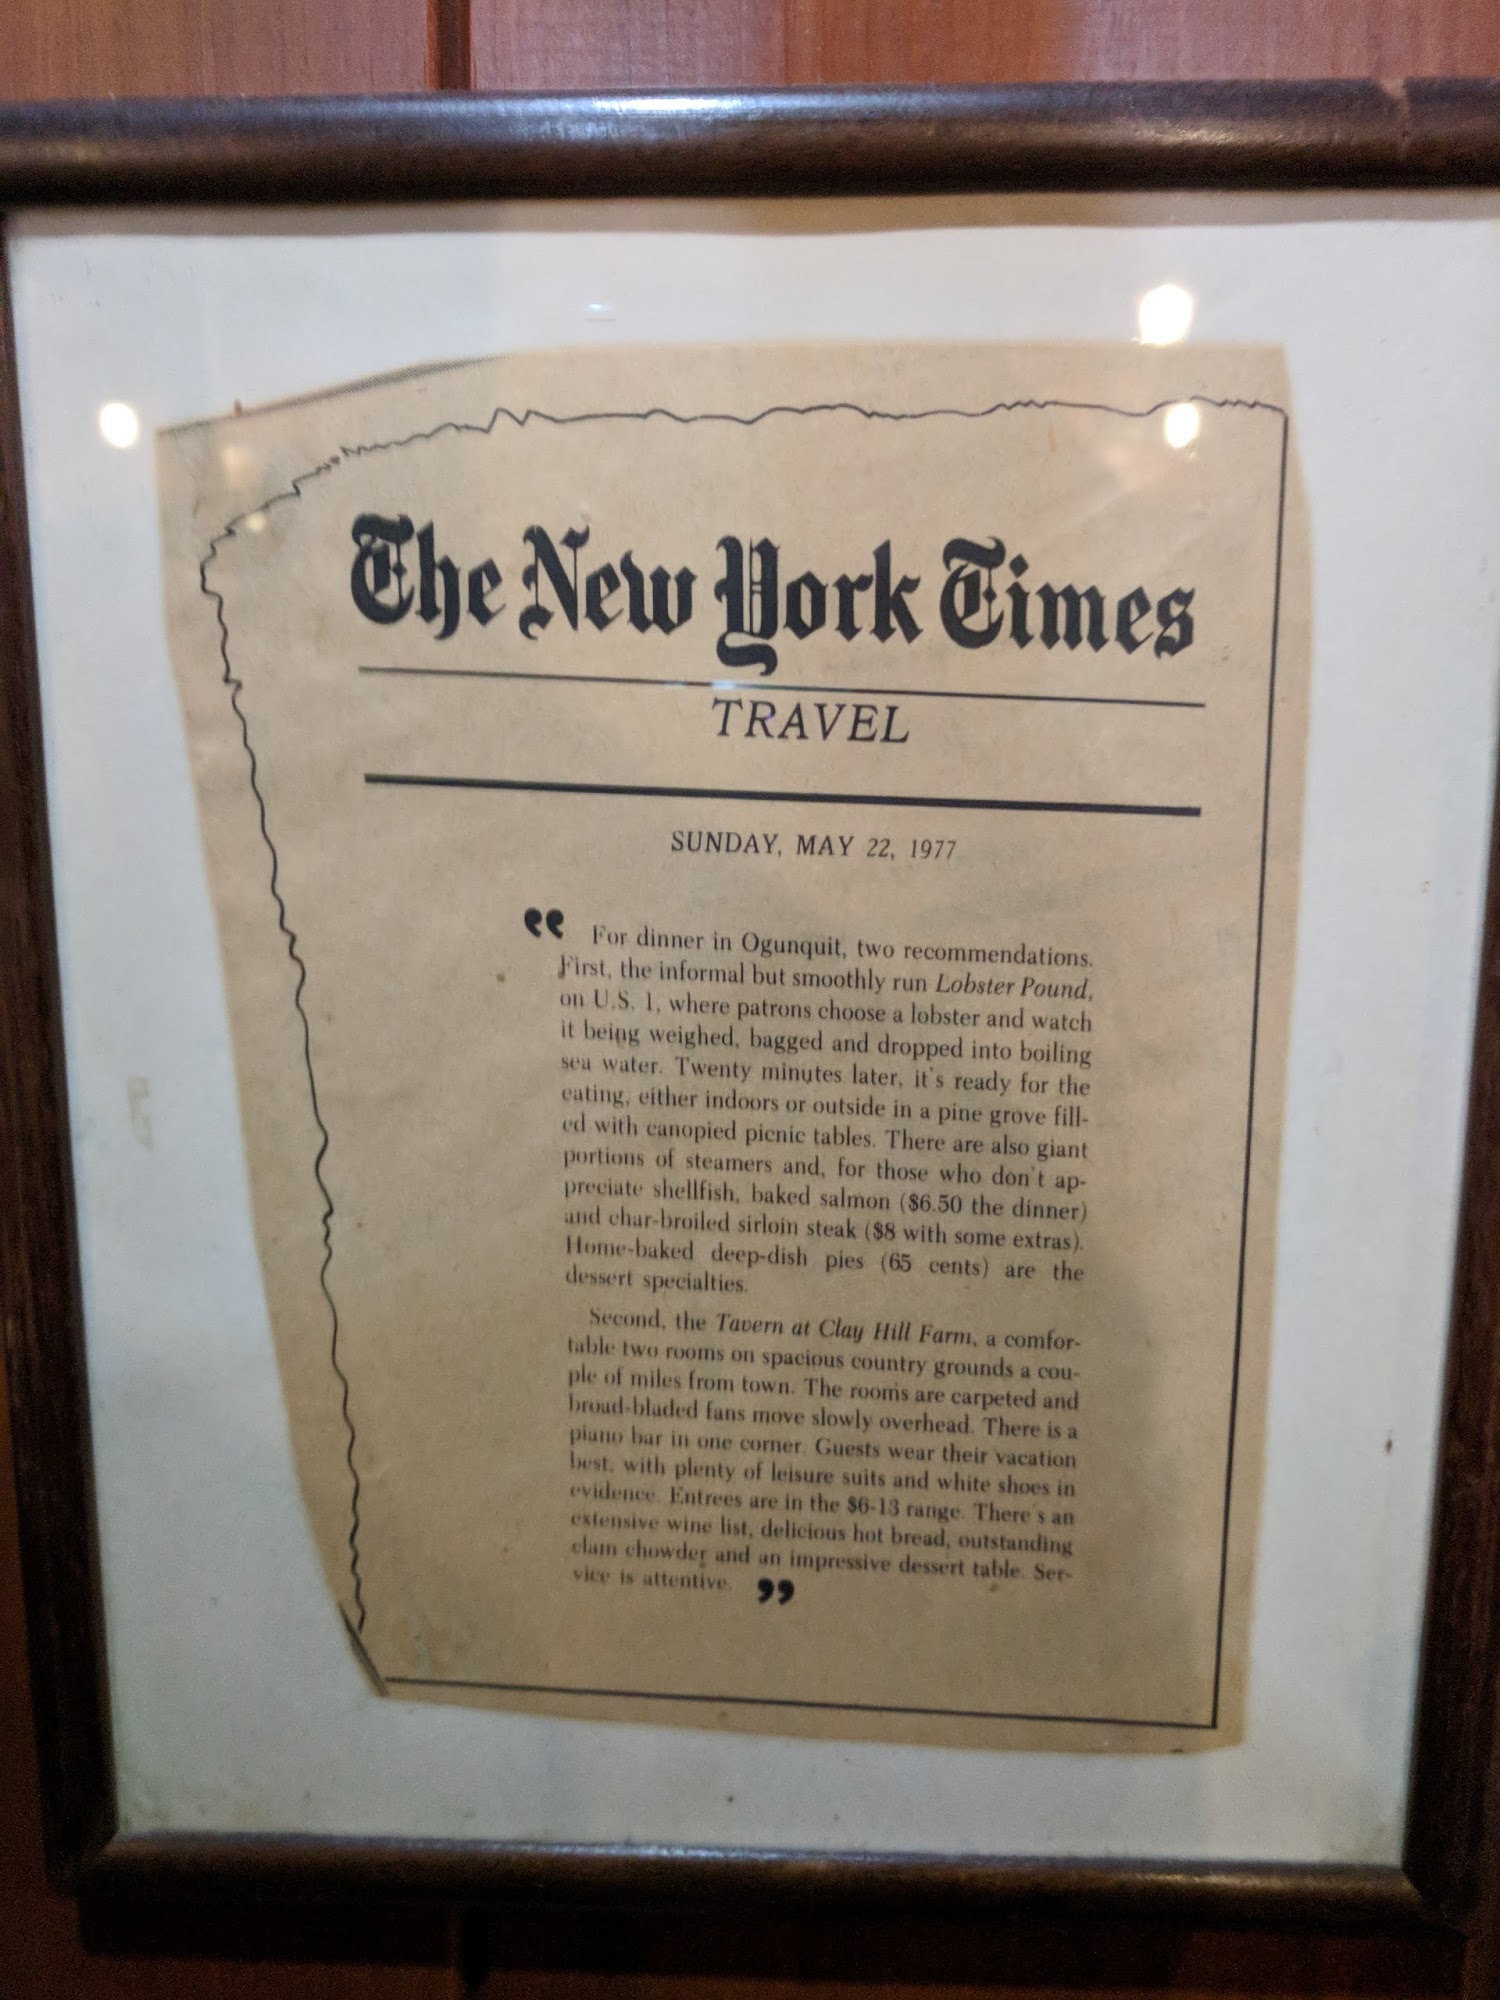 The New York Times
TRAVEL
SUNDAY, MAY 22, 1977
“ For dinner in Ogunquit, two recommendations.
First, the informal but smoothly run Lobster Pound,
on U.S. 1, where patrons choose a lobster and watch
it being weighed, bagged and dropped into boiling
sea water. Twenty minutes later, it's ready for the
eating, either indoors or outside in a pine grove fill-
ed with canopied picnic tables. There are also giant
portions of steamers and, for those who don't ap-
preciate shellfish, baked salmon ($6.50 the dinner)
and char-broiled sirloin steak ($8 with some extras).
Home-baked deep-dish pies (65 cents) are the
dessert specialties.
Second, the Tavern at Clay Hill Farm, a comfor-
table two rooms on spacious country grounds a cou-
ple of miles from town. The rooms are carpeted and
broad-bladed fans move slowly overhead. There is a
piano bar in one corner. Guests wear their vacation
best, with plenty of leisure suits and white shoes in
evidence. Entrees are in the $6-13 range. There's an
extensive wine list, delicious hot bread, outstanding
clam chowder and an impressive dessert table. Ser-
vice is attentive. ”